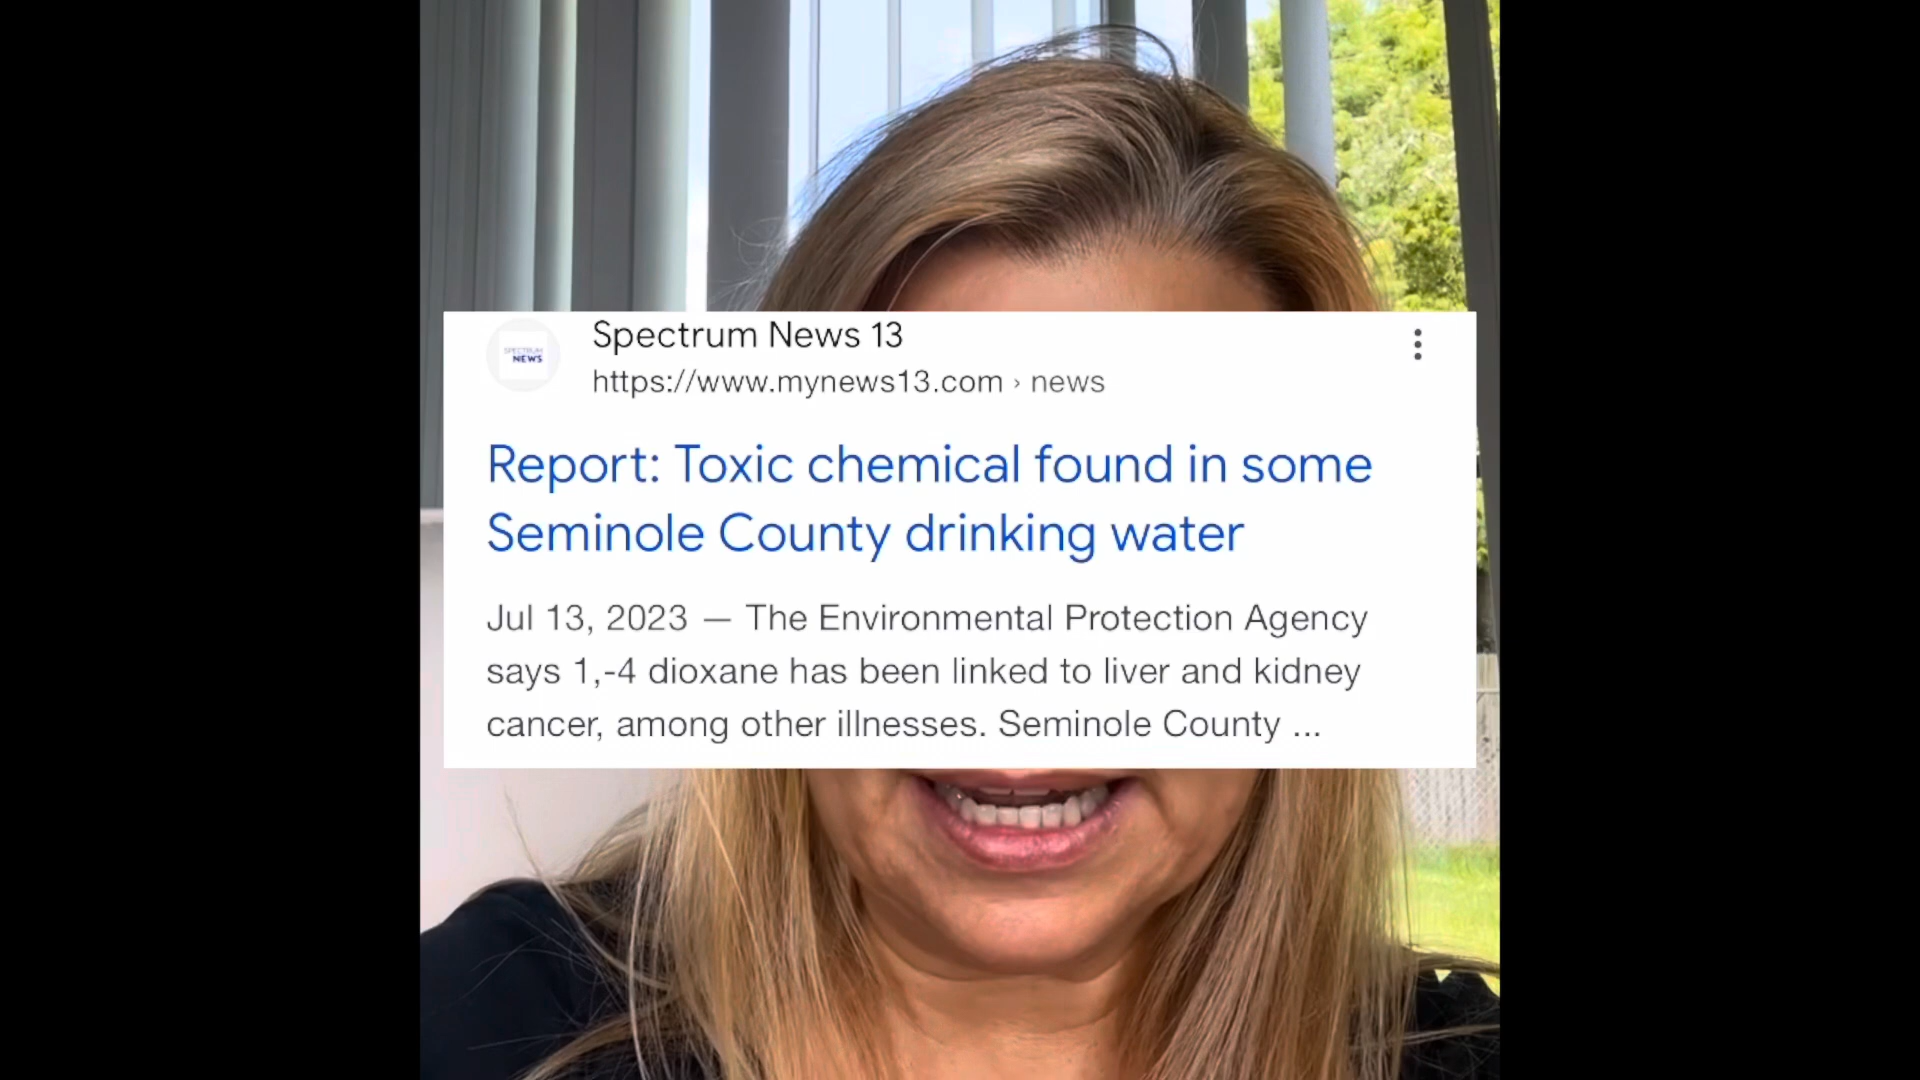 SPECTRUM
NEWS
Spectrum News 13
https://www.mynews13.com › news
Report: Toxic chemical found in some
Seminole County drinking water
Jul 13, 2023 — The Environmental Protection Agency
says 1,-4 dioxane has been linked to liver and kidney
cancer, among other illnesses. Seminole County ...